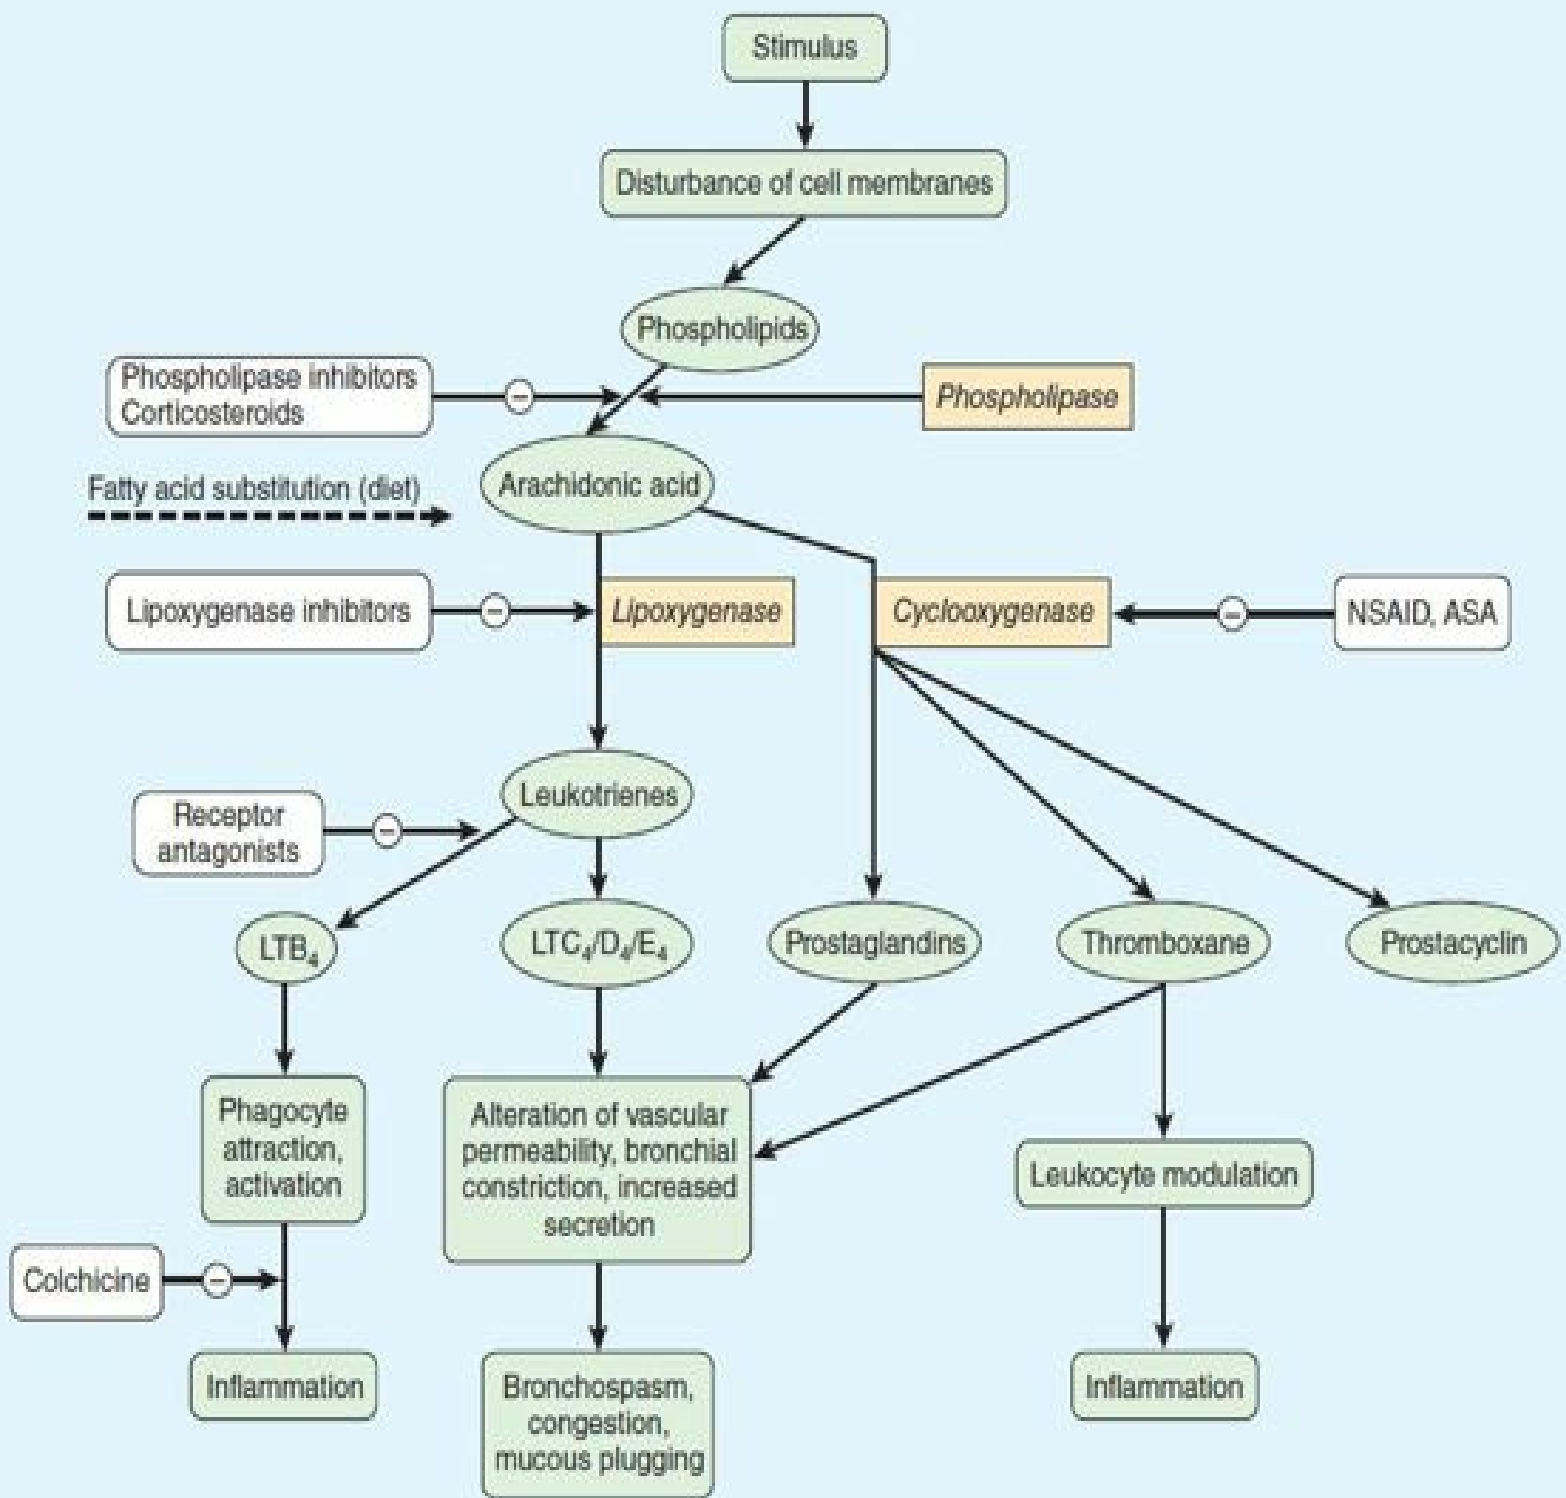 Stimulus
Disturbance of cell membranes
Phospholipids
Phospholipase inhibitors
Corticosteroids
Phospholipase
Arachidonic acid
Fatty acid substitution (diet)
Lipoxygenase inhibitors
Lipoxygenase
Cyclooxygenase
NSAID, ASA
Leukotrienes
Receptor
antagonists
LTB₄
LTC₄/D₄/E₄
Prostaglandins
Thromboxane
Prostacyclin
Phagocyte
attraction,
activation
Alteration of vascular
permeability, bronchial
constriction, increased
secretion
Leukocyte modulation
Colchicine
Inflammation
Bronchospasm,
congestion,
mucous plugging
Inflammation